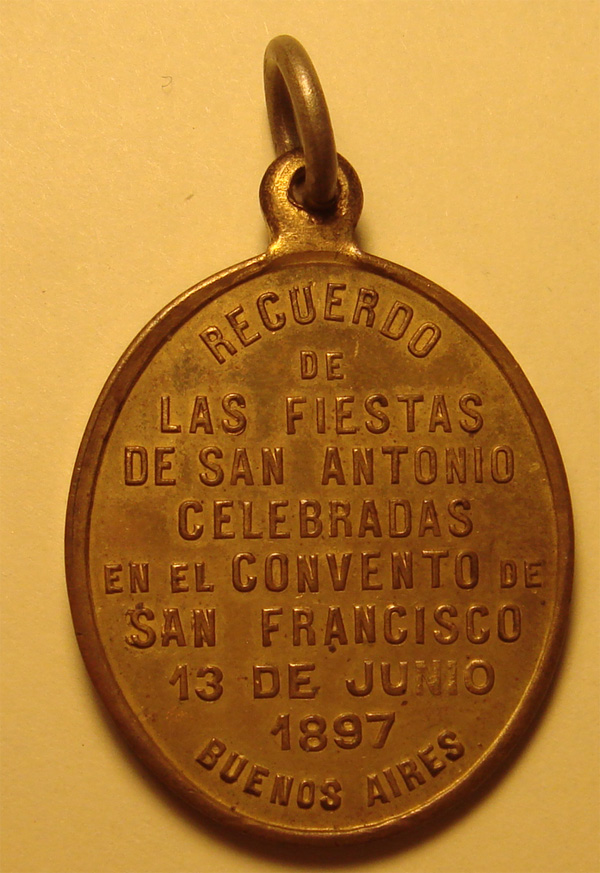 RECUERDO
DE
LAS FIESTAS
DE SAN ANTONIO
CELEBRADAS
EN EL CONVENTO DE
SAN FRANCISCO
13 DE JUNIO
1897
BUENOS AIRES